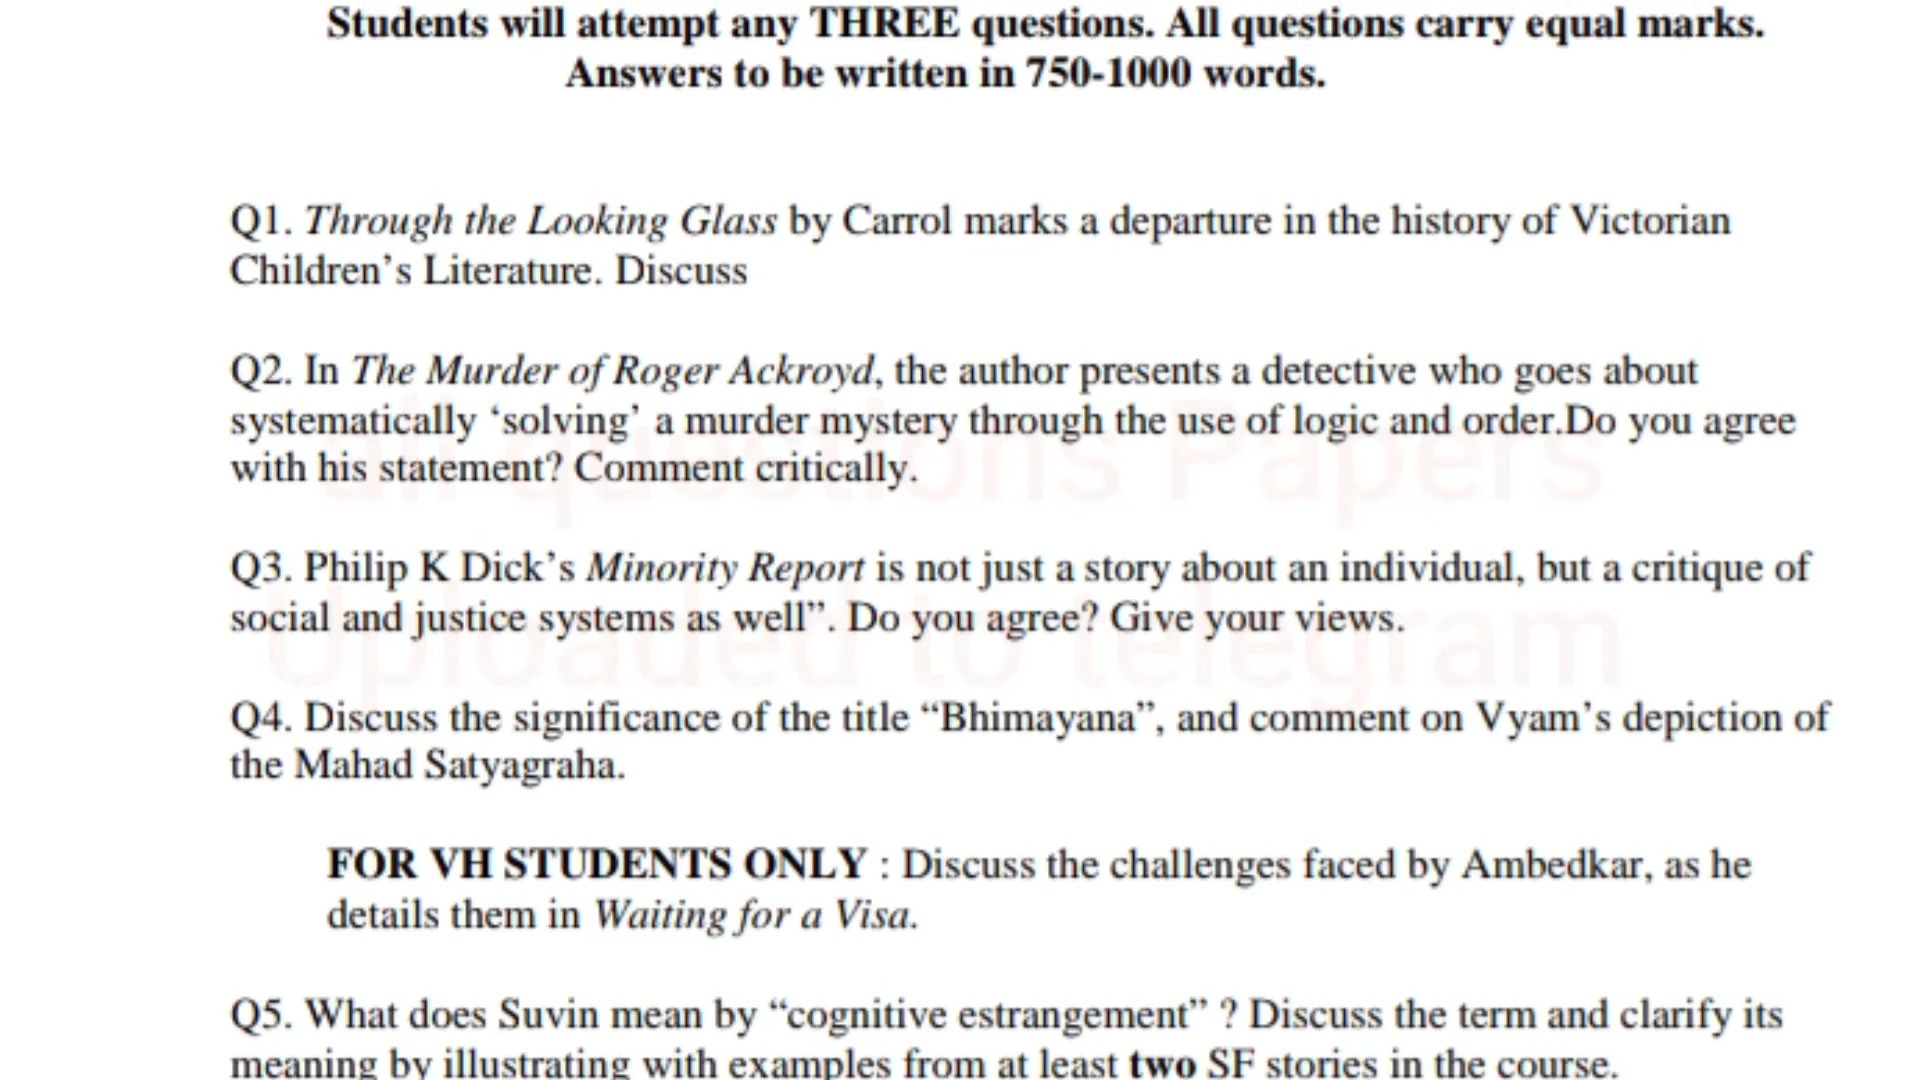 Students will attempt any THREE questions. All questions carry equal marks.
Answers to be written in 750-1000 words.
Q1. Through the Looking Glass by Carrol marks a departure in the history of Victorian
Children’s Literature. Discuss
Q2. In The Murder of Roger Ackroyd, the author presents a detective who goes about
systematically ‘solving’ a murder mystery through the use of logic and order.Do you agree
with his statement? Comment critically.
all questions Papers
Q3. Philip K Dick’s Minority Report is not just a story about an individual, but a critique of
social and justice systems as well”. Do you agree? Give your views.
Uploaded to telegram
Q4. Discuss the significance of the title “Bhimayana”, and comment on Vyam’s depiction of
the Mahad Satyagraha.
FOR VH STUDENTS ONLY : Discuss the challenges faced by Ambedkar, as he
details them in Waiting for a Visa.
Q5. What does Suvin mean by “cognitive estrangement” ? Discuss the term and clarify its
meaning by illustrating with examples from at least two SF stories in the course.